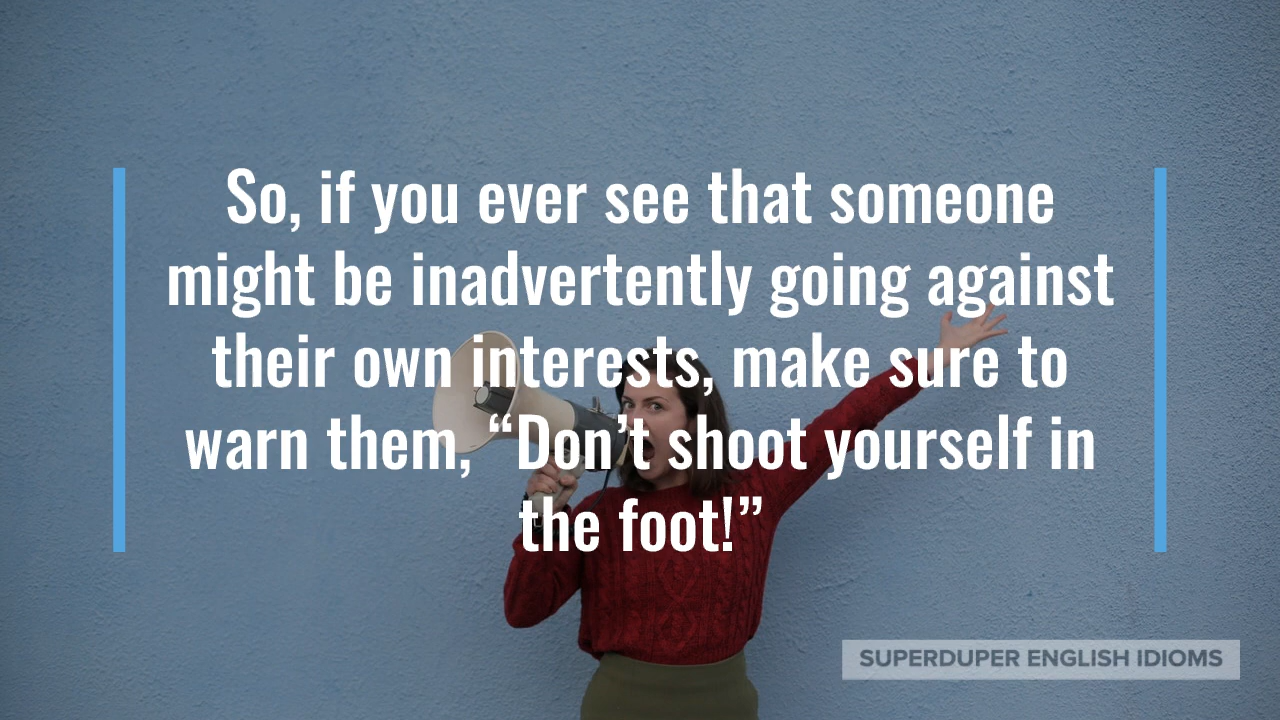 So, if you ever see that someone
might be inadvertently going against
their own interests, make sure to
warn them, “Don’t shoot yourself in
the foot!”
SUPERDUPER ENGLISH IDIOMS